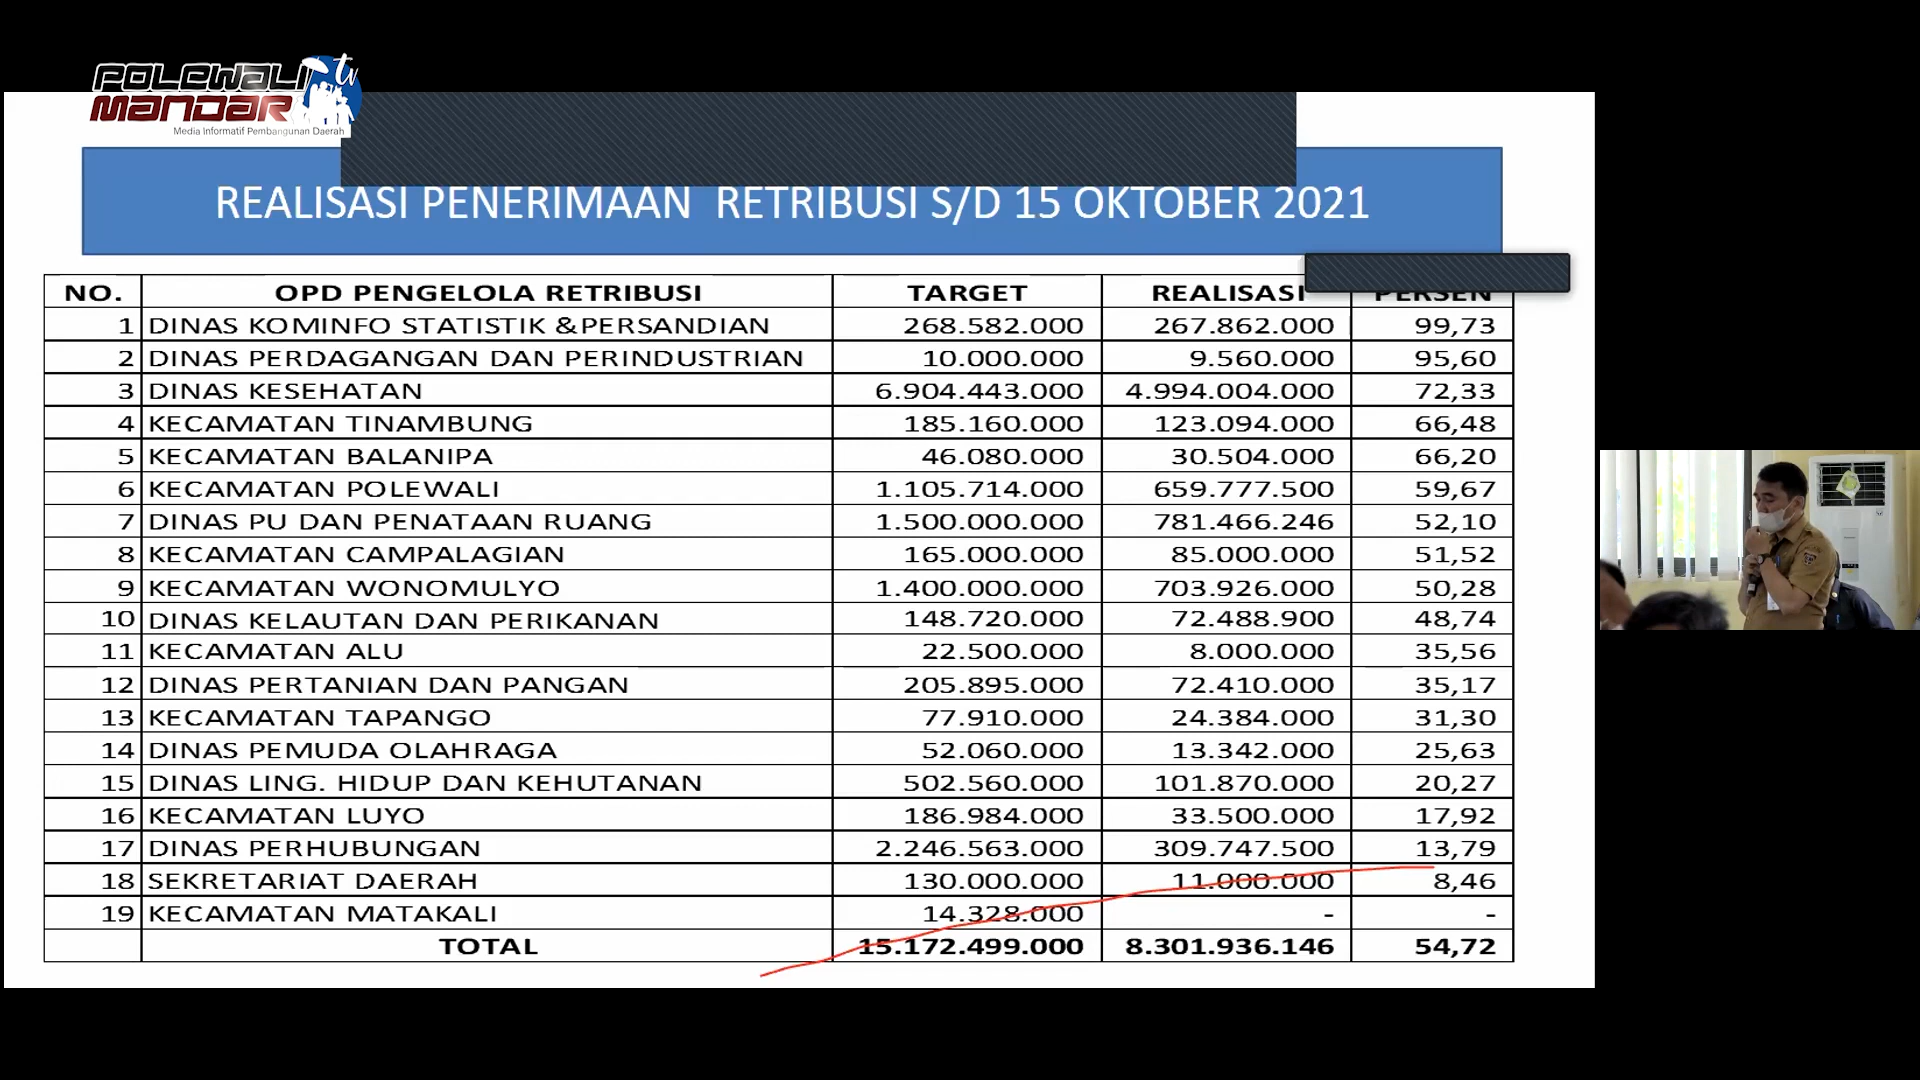 POLEWALI tv
MANDAR
Media Informatif Pembangunan Daerah
REALISASI PENERIMAAN RETRIBUSI S/D 15 OKTOBER 2021
NO. OPD PENGELOLA RETRIBUSI TARGET REALISASI PERSEN
1 DINAS KOMINFO STATISTIK &PERSANDIAN 268.582.000 267.862.000 99,73
2 DINAS PERDAGANGAN DAN PERINDUSTRIAN 10.000.000 9.560.000 95,60
3 DINAS KESEHATAN 6.904.443.000 4.994.004.000 72,33
4 KECAMATAN TINAMBUNG 185.160.000 123.094.000 66,48
5 KECAMATAN BALANIPA 46.080.000 30.504.000 66,20
6 KECAMATAN POLEWALI 1.105.714.000 659.777.500 59,67
7 DINAS PU DAN PENATAAN RUANG 1.500.000.000 781.466.246 52,10
8 KECAMATAN CAMPALAGIAN 165.000.000 85.000.000 51,52
9 KECAMATAN WONOMULYO 1.400.000.000 703.926.000 50,28
10 DINAS KELAUTAN DAN PERIKANAN 148.720.000 72.488.900 48,74
11 KECAMATAN ALU 22.500.000 8.000.000 35,56
12 DINAS PERTANIAN DAN PANGAN 205.895.000 72.410.000 35,17
13 KECAMATAN TAPANGO 77.910.000 24.384.000 31,30
14 DINAS PEMUDA OLAHRAGA 52.060.000 13.342.000 25,63
15 DINAS LING. HIDUP DAN KEHUTANAN 502.560.000 101.870.000 20,27
16 KECAMATAN LUYO 186.984.000 33.500.000 17,92
17 DINAS PERHUBUNGAN 2.246.563.000 309.747.500 13,79
18 SEKRETARIAT DAERAH 130.000.000 11.000.000 8,46
19 KECAMATAN MATAKALI 14.328.000 - -
TOTAL 15.172.499.000 8.301.936.146 54,72